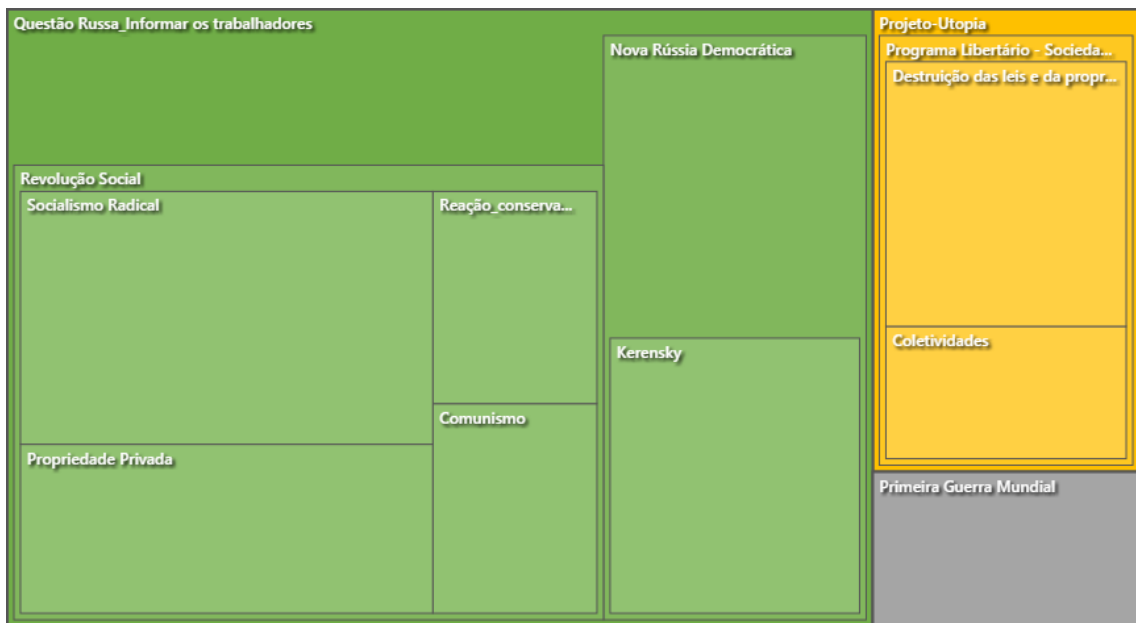 Questão Russa_Informar os trabalhadores
Nova Rússia Democrática
Revolução Social
Socialismo Radical
Reação_conserva...
Propriedade Privada
Comunismo
Kerensky
Projeto-Utopia
Programa Libertário - Socieda...
Destruição das leis e da propr...
Coletividades
Primeira Guerra Mundial